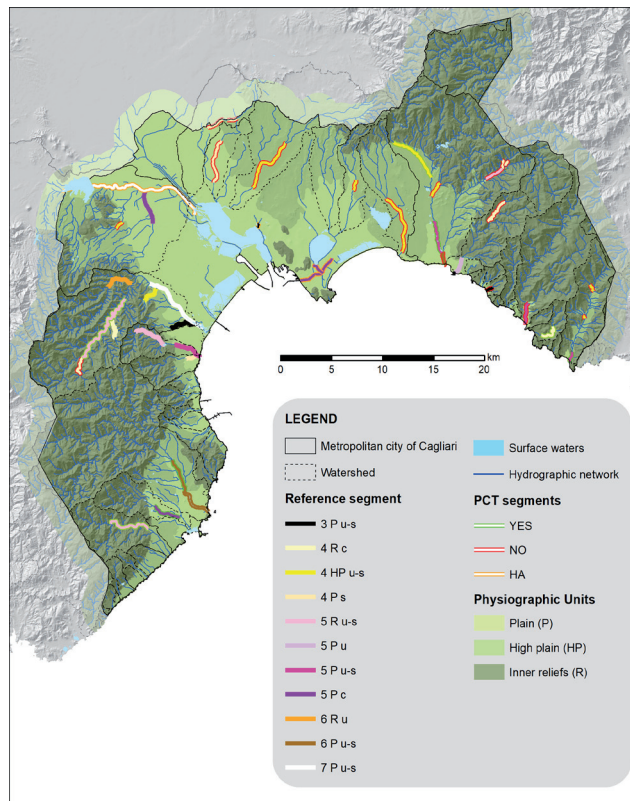 km
0 5 10 15 20
LEGEND
Metropolitan city of Cagliari
Watershed
Reference segment
3 P u-s
4 R c
4 HP u-s
4 P s
5 R u-s
5 P u
5 P u-s
5 P c
6 R u
6 P u-s
7 P u-s
Surface waters
Hydrographic network
PCT segments
YES
NO
HA
Physiographic Units
Plain (P)
High plain (HP)
Inner reliefs (R)